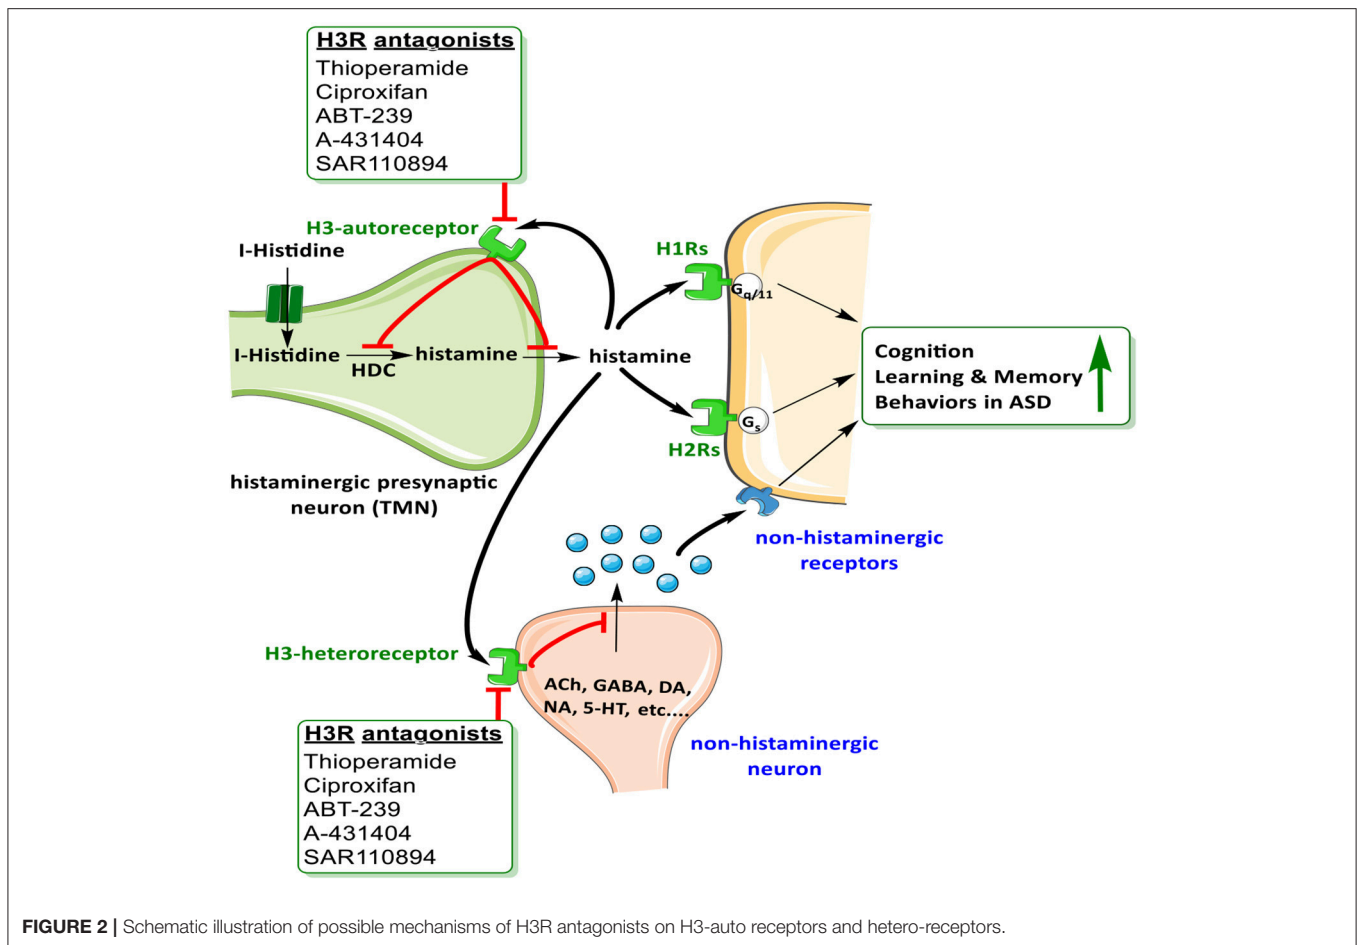 H3R antagonists
Thioperamide
Ciproxifan
ABT-239
A-431404
SAR110894
H3-autoreceptor
l-Histidine
H1Rs
Gq/11
l-Histidine
HDC
histamine
histamine
Cognition
Learning & Memory
Behaviors in ASD
Gs
H2Rs
histaminergic presynaptic
neuron (TMN)
non-histaminergic
receptors
H3-heteroreceptor
ACh, GABA, DA,
NA, 5-HT, etc....
H3R antagonists
Thioperamide
Ciproxifan
ABT-239
A-431404
SAR110894
non-histaminergic
neuron
FIGURE 2 | Schematic illustration of possible mechanisms of H3R antagonists on H3-auto receptors and hetero-receptors.